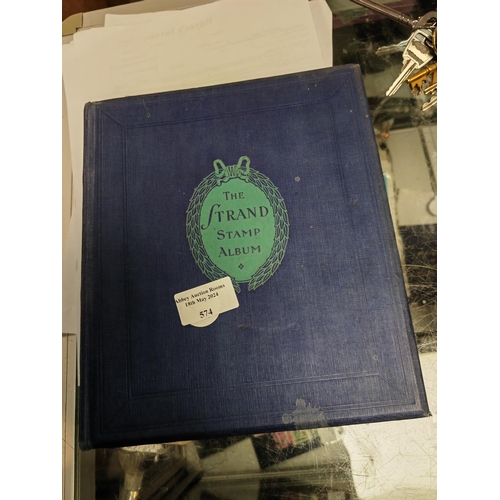 THE
STRAND
STAMP
ALBUM
Abbey Auction Rooms
18th May 2024
574